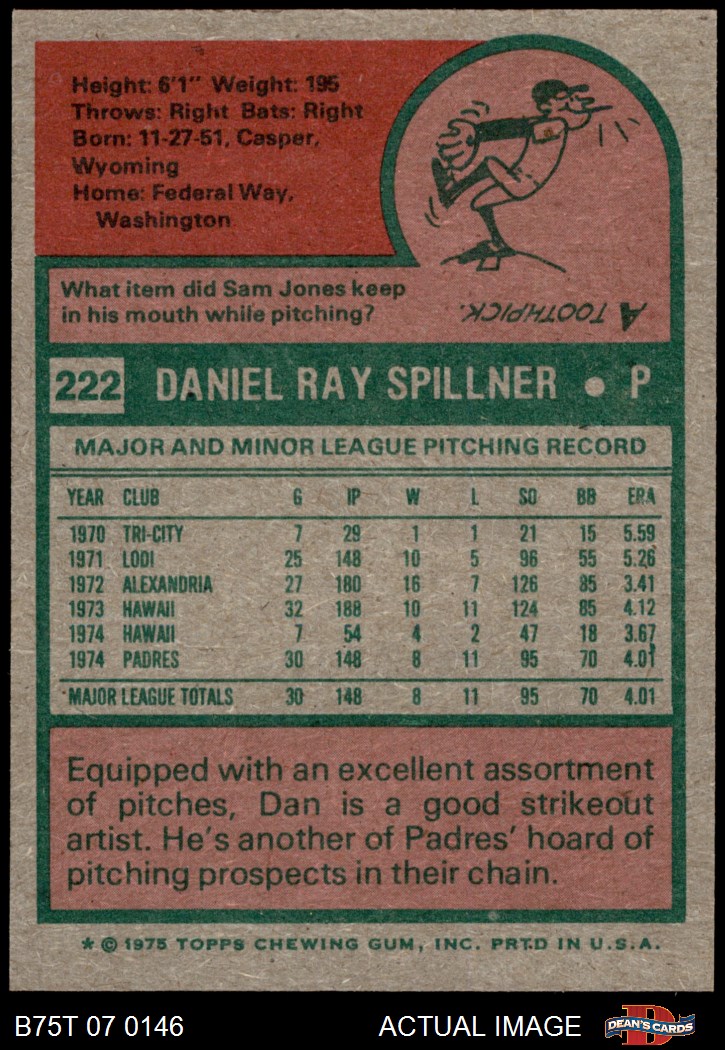 Height: 6'1" Weight: 195
Throws: Right Bats: Right
Born: 11-27-51, Casper,
Wyoming
Home: Federal Way,
Washington
What item did Sam Jones keep
in his mouth while pitching?
A TOOTHPICK.
222 DANIEL RAY SPILLNER • P
MAJOR AND MINOR LEAGUE PITCHING RECORD
YEAR CLUB G IP W L SO BB ERA
1970 TRI-CITY 7 29 1 1 21 15 5.59
1971 LODI 25 148 10 5 96 55 5.26
1972 ALEXANDRIA 27 180 16 7 126 85 3.41
1973 HAWAII 32 188 10 11 124 85 4.12
1974 HAWAII 7 54 4 2 47 18 3.67
1974 PADRES 30 148 8 11 95 70 4.01
MAJOR LEAGUE TOTALS 30 148 8 11 95 70 4.01
Equipped with an excellent assortment
of pitches, Dan is a good strikeout
artist. He's another of Padres' hoard of
pitching prospects in their chain.
* © 1975 TOPPS CHEWING GUM, INC. PRT.D IN U.S.A.
B75T 07 0146 ACTUAL IMAGE
DEAN'S CARDS